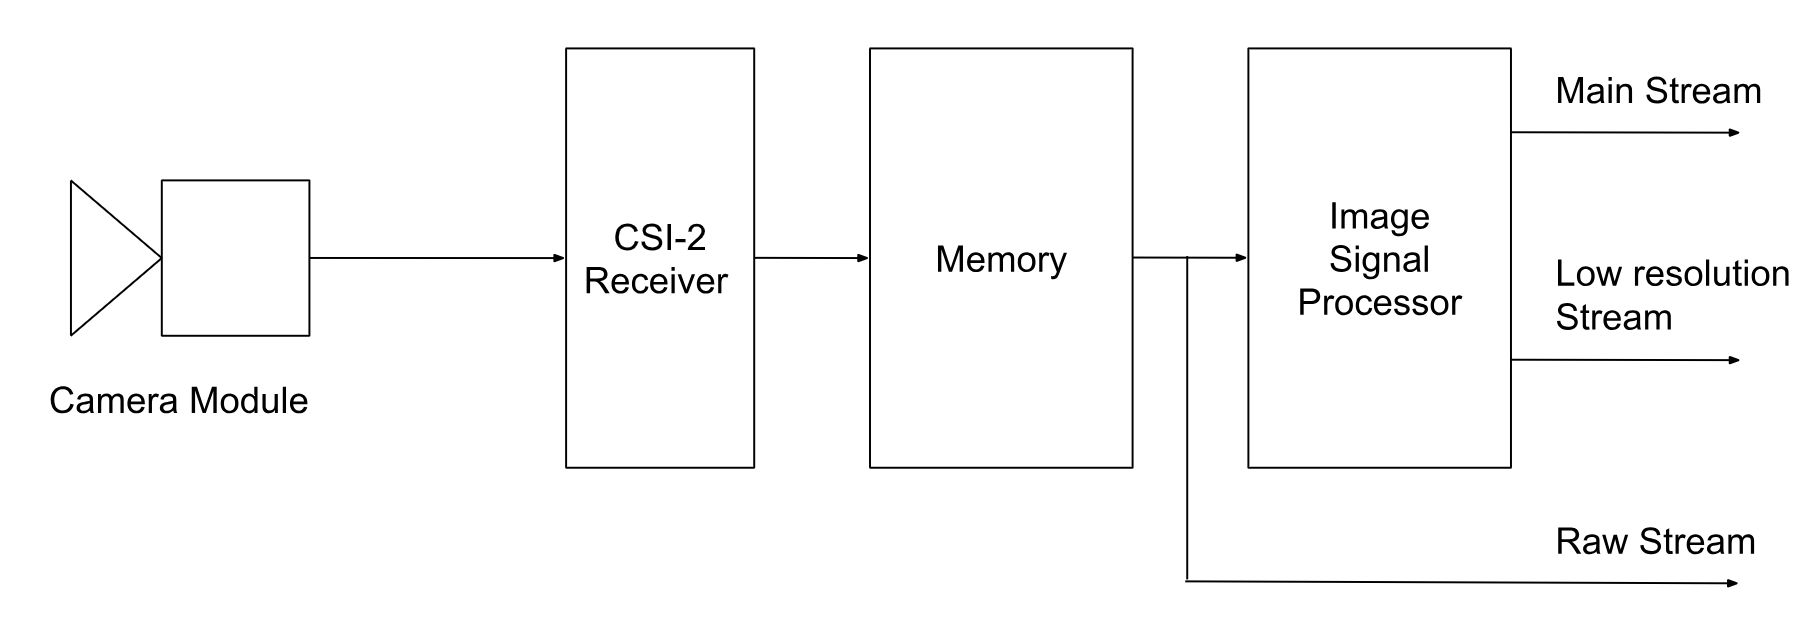 Camera Module
CSI-2
Receiver
Memory
Image
Signal
Processor
Main Stream
Low resolution
Stream
Raw Stream